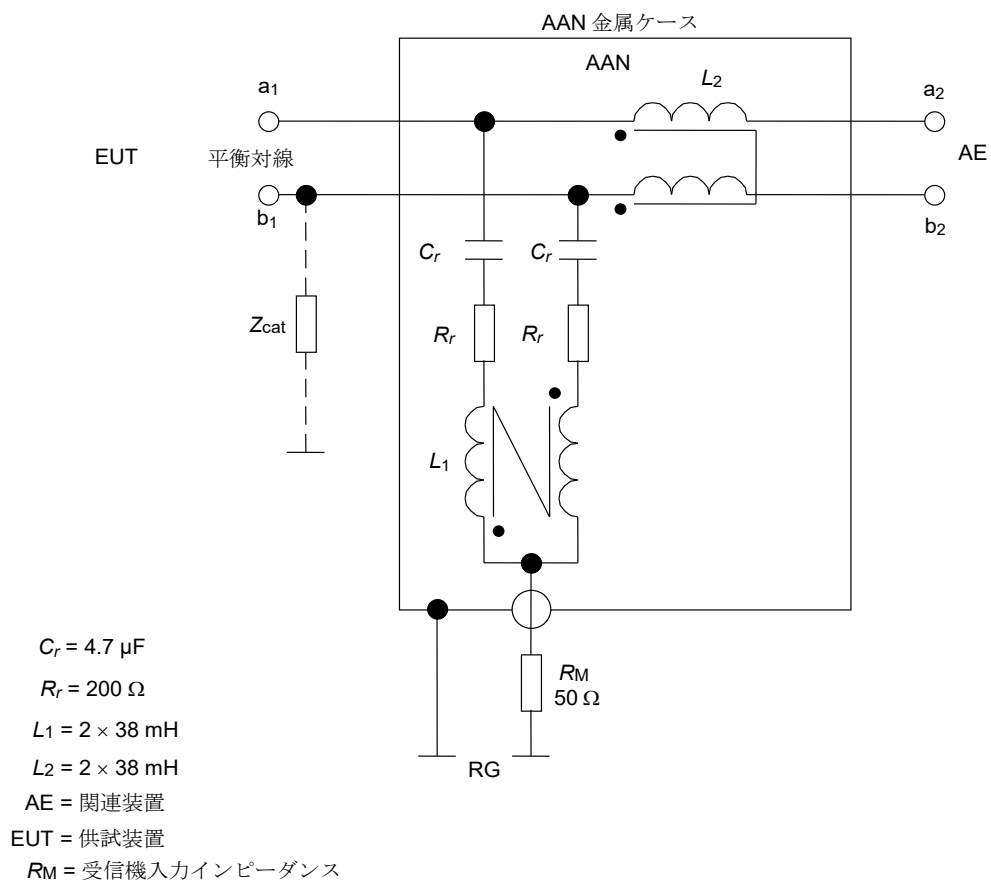 AAN 金属ケース
AAN
L2
a1
a2
EUT
平衡対線
AE
b1
b2
Cr
Cr
Zcat
Rr
Rr
L1
RM
50 Ω
RG
Cr = 4.7 μF
Rr = 200 Ω
L1 = 2 × 38 mH
L2 = 2 × 38 mH
AE = 関連装置
EUT = 供試装置
RM = 受信機入力インピーダンス